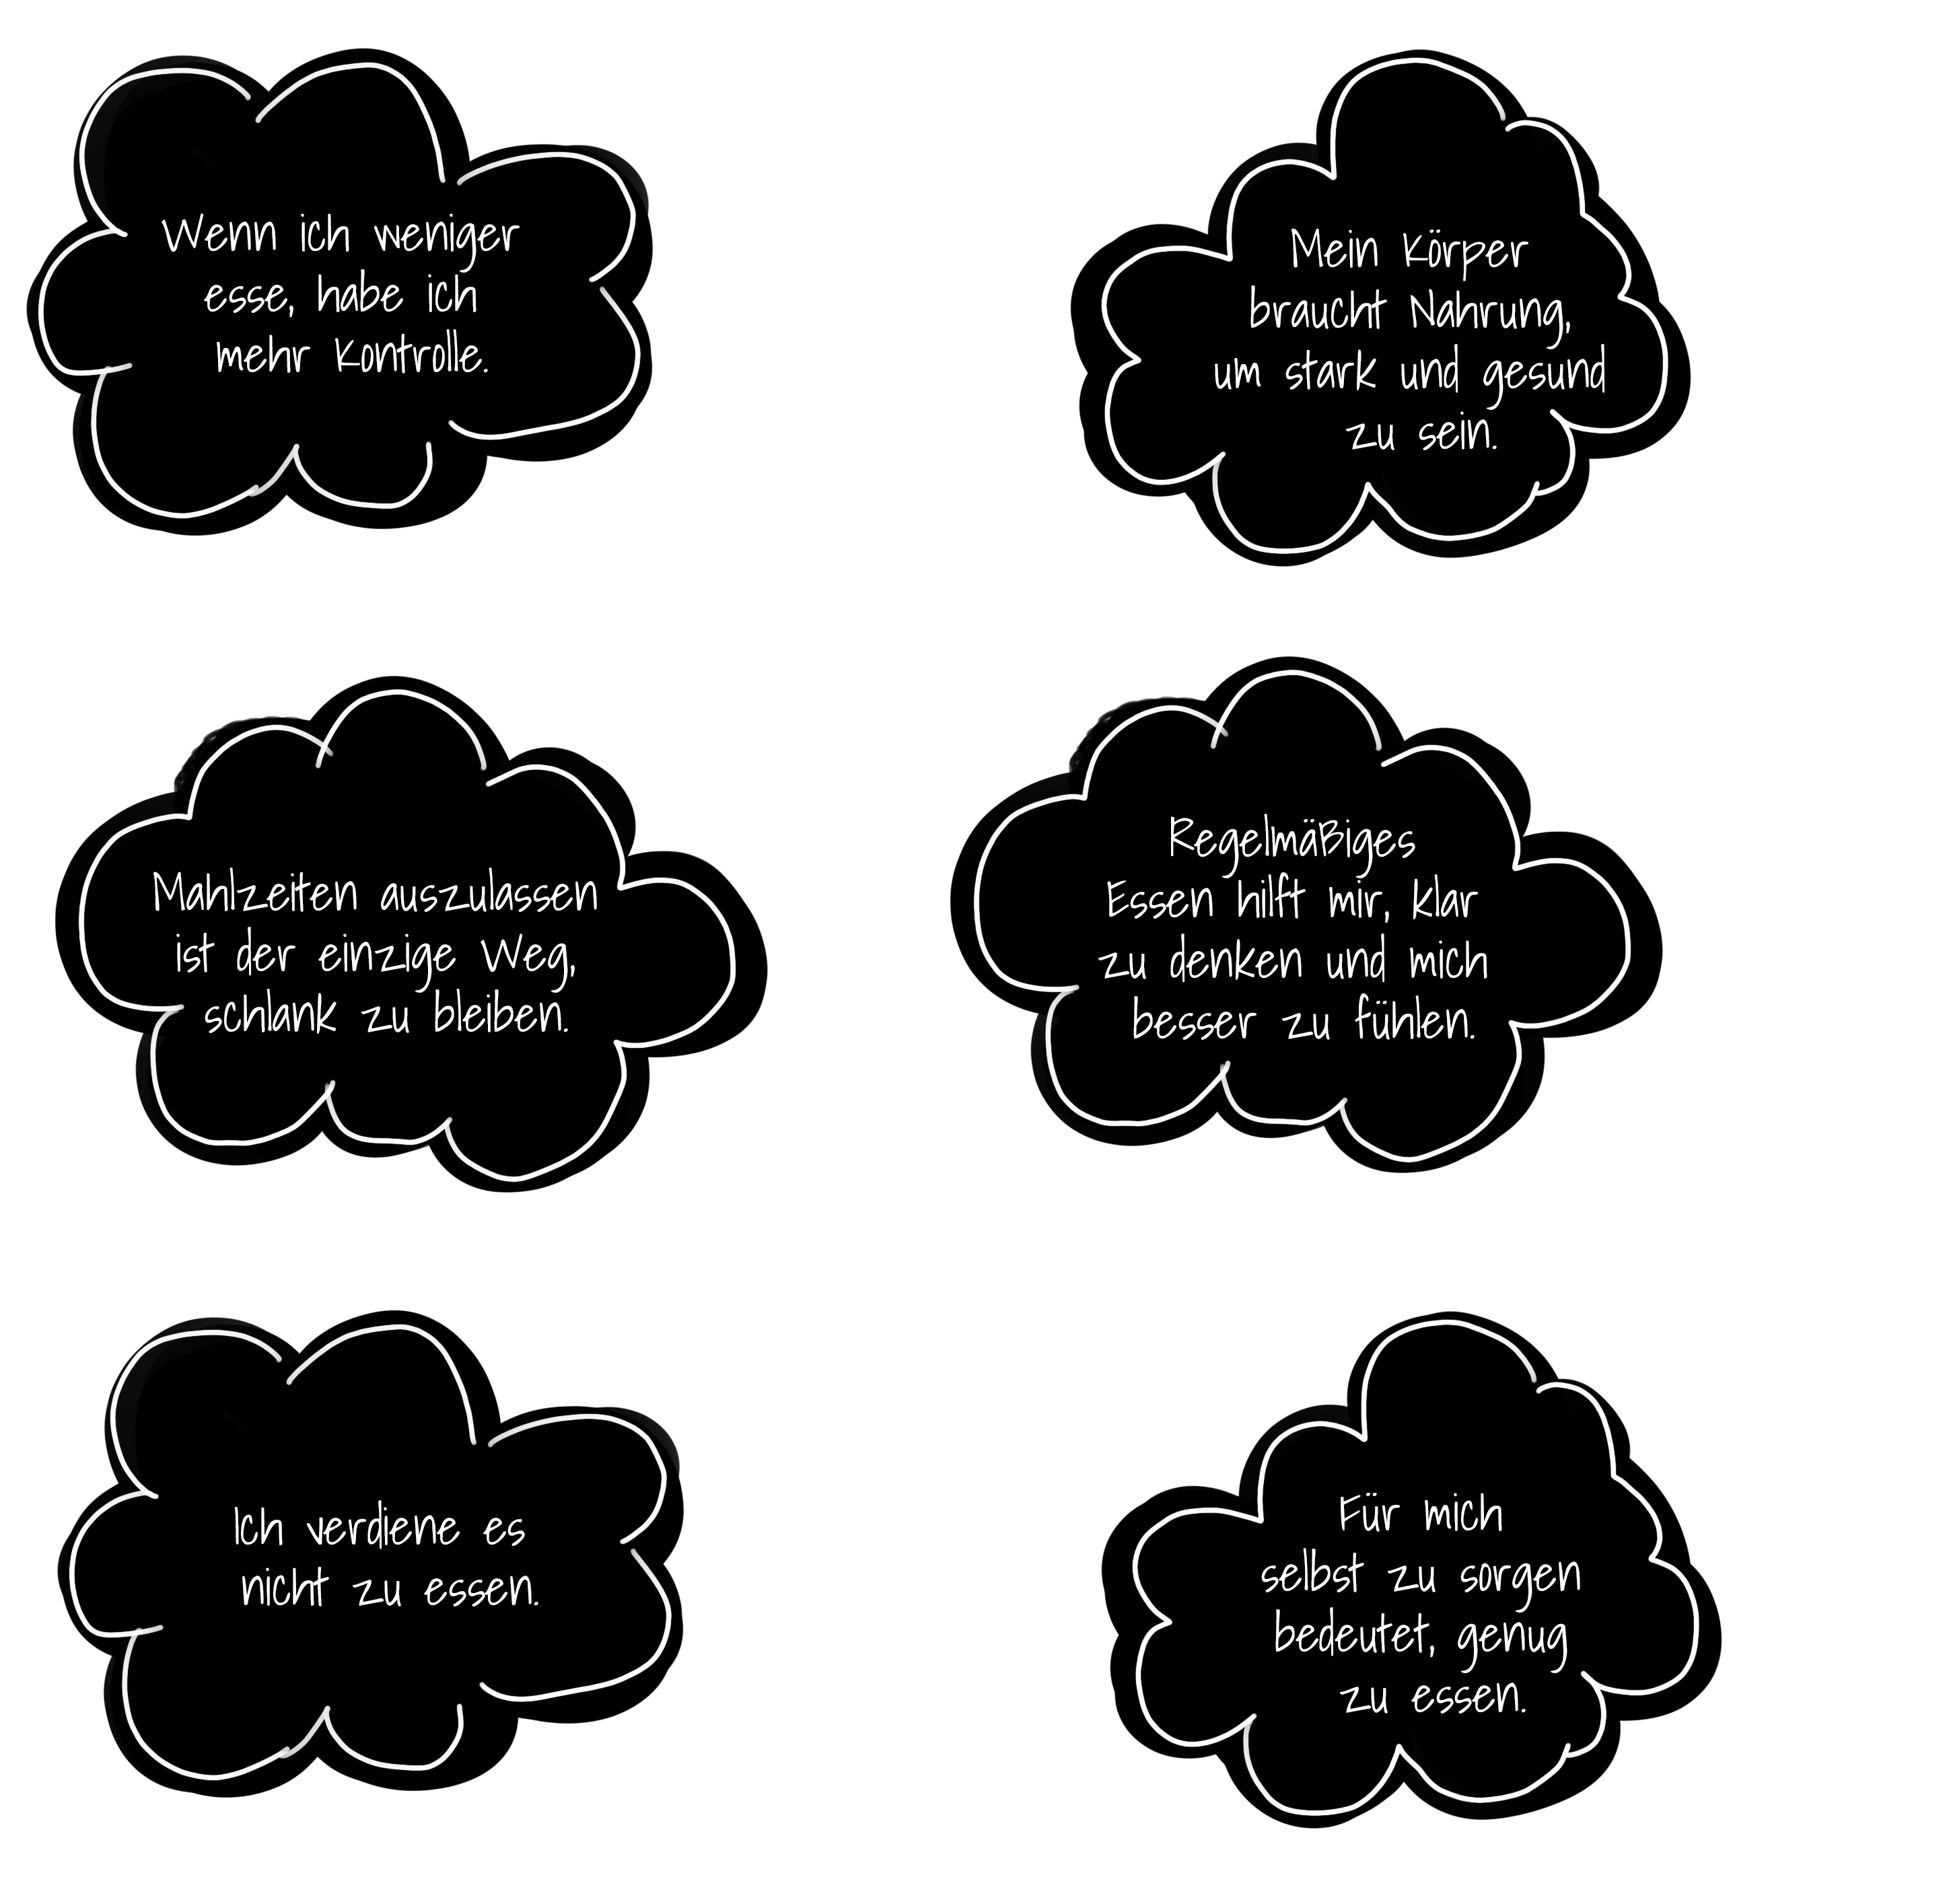 Wenn ich weniger
esse, habe ich
mehr Kontrolle.
Mein Körper
braucht Nahrung,
um stark und gesund
zu sein.
Mahlzeiten auszulassen
ist der einzige Weg,
schlank zu bleiben.
Regelmäßiges
Essen hilft mir, klar
zu denken und mich
besser zu fühlen.
Ich verdiene es
nicht zu essen.
Für mich
selbst zu sorgen
bedeutet, genug
zu essen.